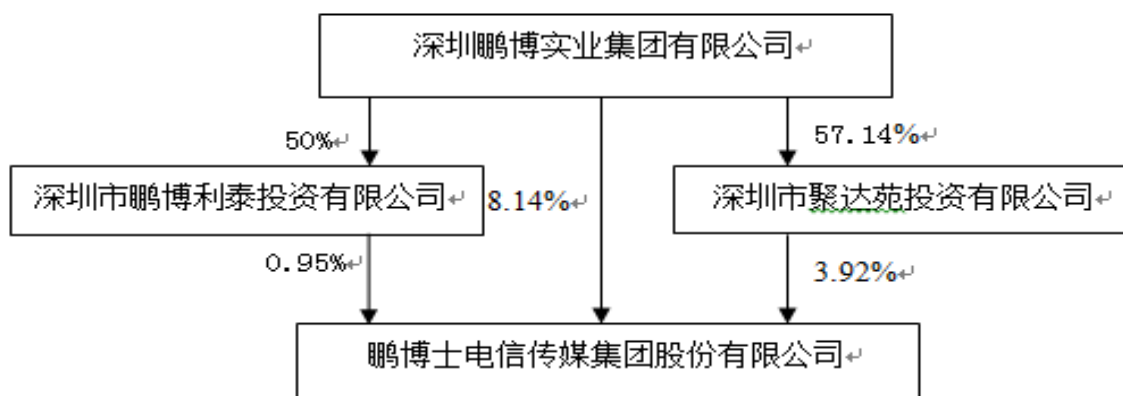 深圳鹏博实业集团有限公司↵
50%↵
57.14%↵
深圳市鹏博利泰投资有限公司↵
8.14%↵
深圳市聚达苑投资有限公司↵
0.95%↵
3.92%↵
鹏博士电信传媒集团股份有限公司↵